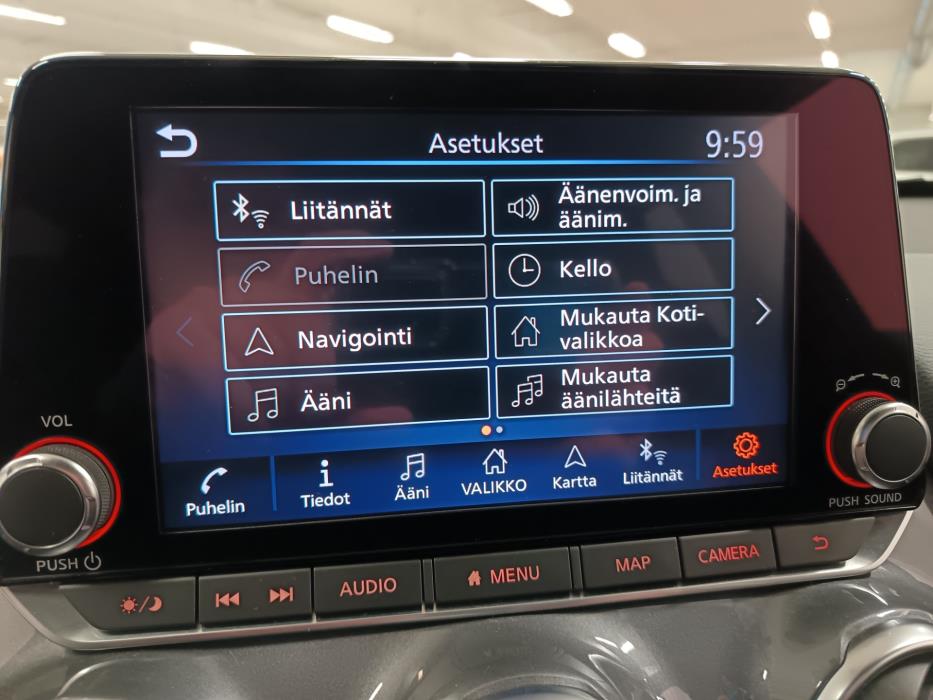 Asetukset 9:59
Liitännät
Äänenvoim. ja
äänim.
Puhelin
Kello
Navigointi
Mukauta Koti-
valikkoa
Ääni
Mukauta
äänilähteitä
Puhelin Tiedot Ääni VALIKKO Kartta Liitännät Asetukset
VOL
PUSH
PUSH SOUND
AUDIO MENU MAP CAMERA